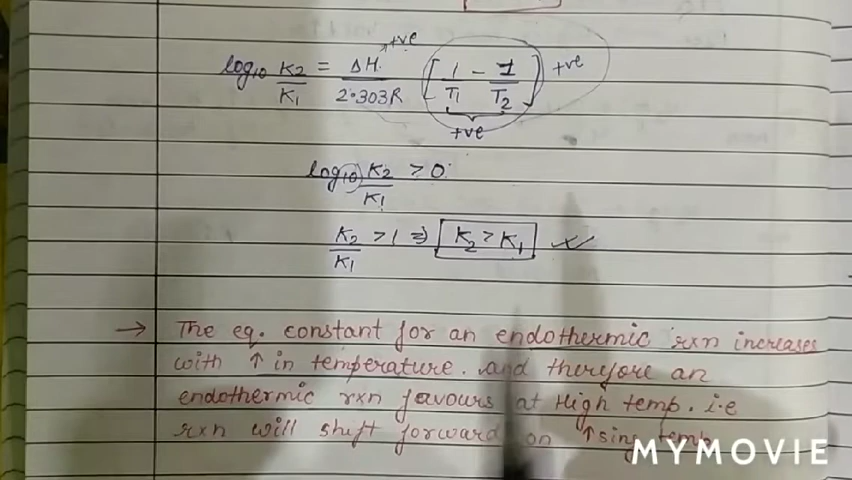 +ve
log10 K2/K1 = ΔH/2.303R [1/T1 - 1/T2] +ve
+ve
log10 K2/K1 > 0
K2/K1 > 1 ⇒ K2 > K1
→ The eq. constant for an endothermic rxn increases
with ↑ in temperature. and therefore an
endothermic rxn favours at High temp. i.e
rxn will shift forward on ↑sing temp
MYMOVIE